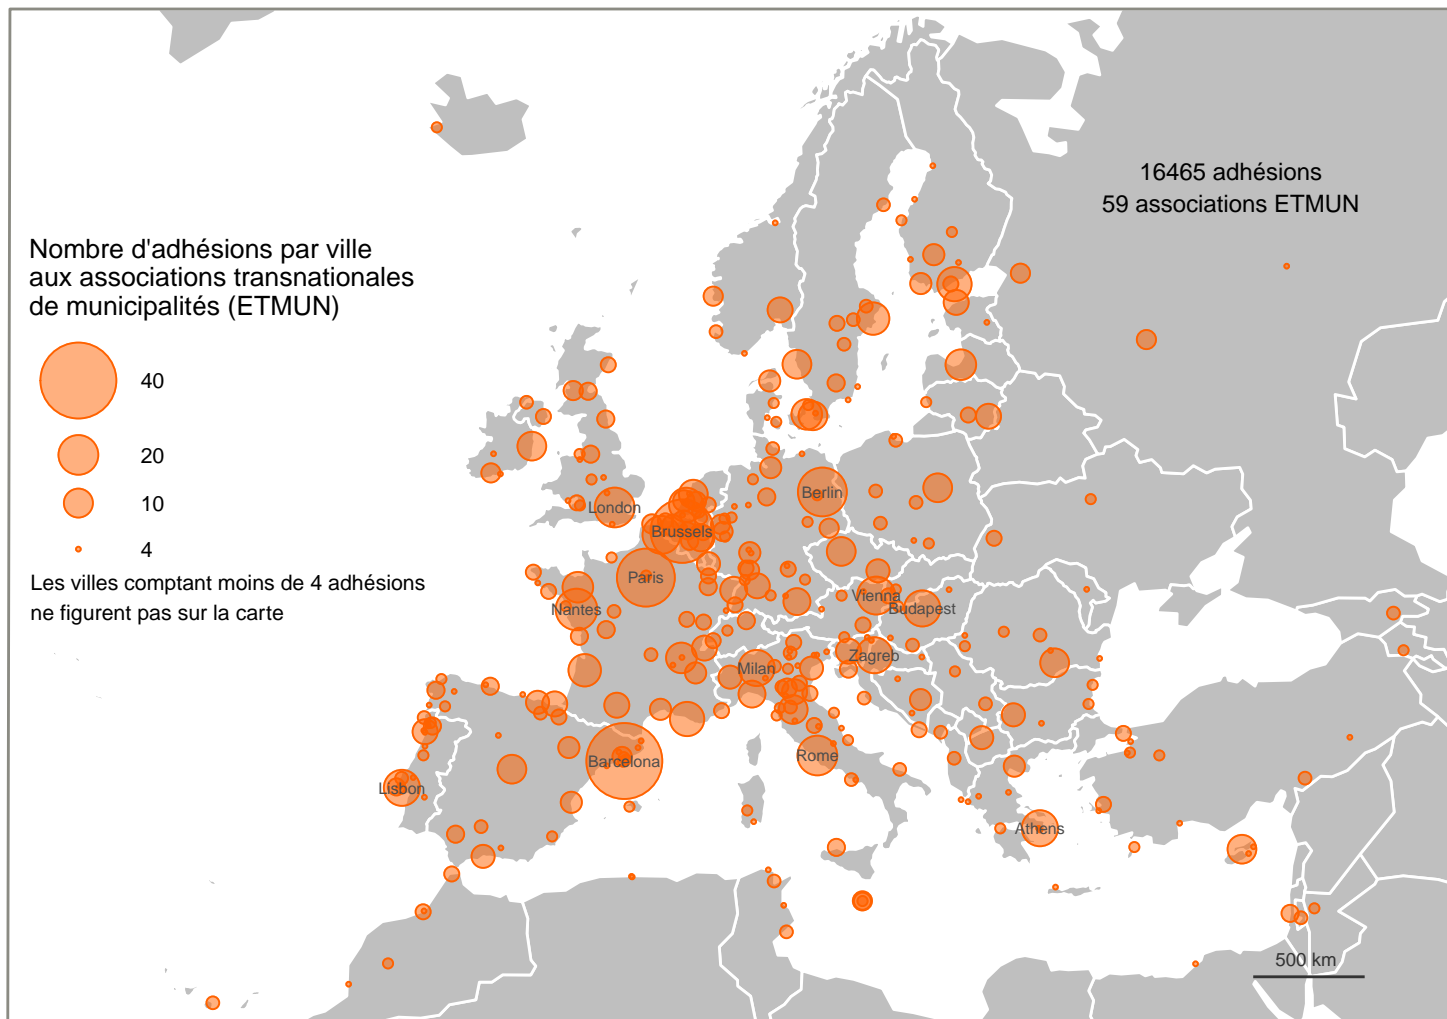 16465 adhésions
59 associations ETMUN
Nombre d'adhésions par ville
aux associations transnationales
de municipalités (ETMUN)
40
20
10
4
Les villes comptant moins de 4 adhésions
ne figurent pas sur la carte
Berlin
London
Brussels
Paris
Nantes
Vienna
Budapest
Zagreb
Milan
Rome
Barcelona
Lisbon
Athens
500 km